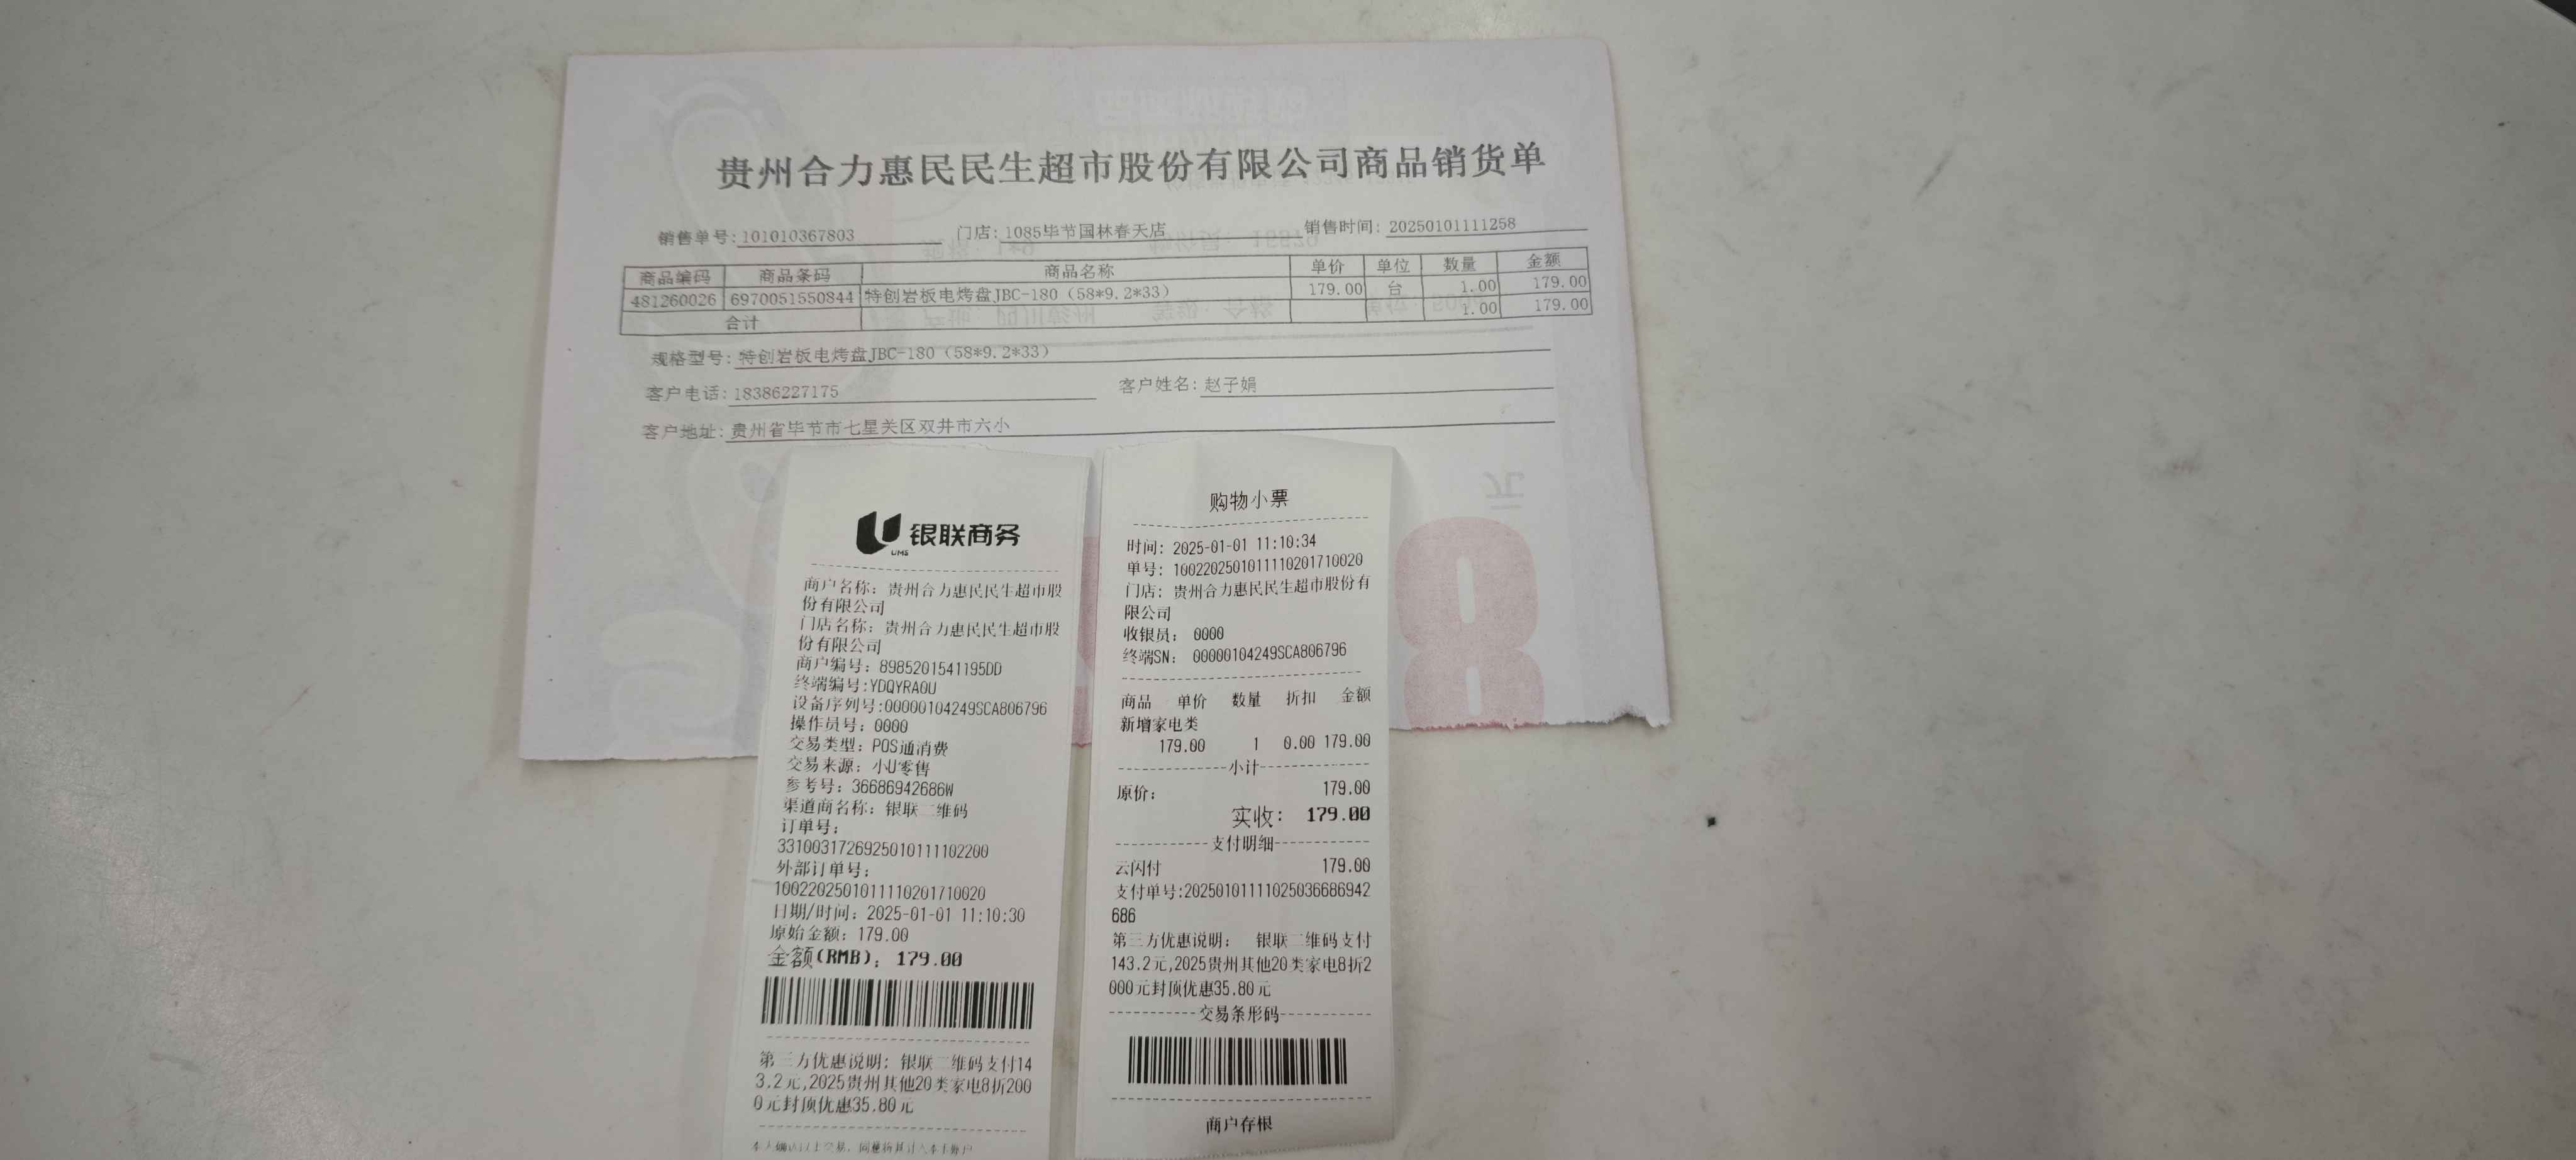 贵州合力惠民民生超市股份有限公司商品销货单
销售单号: 101010367803 门店: 1085毕节国林春天店 销售时间: 20250101111258
商品编码 商品条码 商品名称 单价 单位 数量 金额
481260026 6970051550844 特创岩板电烤盘JBC-180（58*9.2*33） 179.00 台 1.00 179.00
合计 1.00 179.00
规格型号: 特创岩板电烤盘JBC-180（58*9.2*33）
客户电话: 18386227175 客户姓名: 赵子娟
客户地址: 贵州省毕节市七星关区双井市六小
银联商务
UMS
商户名称: 贵州合力惠民民生超市股
份有限公司
门店名称: 贵州合力惠民民生超市股
份有限公司
商户编号: 8985201541195DD
终端编号:YDQYRA0U
设备序列号:00000104249SCA806796
操作员号: 0000
交易类型: POS通消费
交易来源: 小U零售
参考号: 36686942686W
渠道商名称: 银联二维码
订单号:
3310031726925010111102200
外部订单号:
10022025010111110201710020
日期/时间: 2025-01-01 11:10:30
原始金额: 179.00
金额(RMB): 179.00
第三方优惠说明: 银联二维码支付14
3.2元,2025贵州其他20类家电8折200
0元封顶优惠35.80元
本人确认以上交易，同意将其计入本卡账户
购物小票
时间: 2025-01-01 11:10:34
单号: 10022025010111110201710020
门店: 贵州合力惠民民生超市股份有
限公司
收银员: 0000
终端SN: 00000104249SCA806796
商品 单价 数量 折扣 金额
新增家电类
179.00 1 0.00 179.00
小计
原价: 179.00
实收: 179.00
支付明细
云闪付 179.00
支付单号:20250101111025036686942
686
第三方优惠说明: 银联二维码支付
143.2元,2025贵州其他20类家电8折2
000元封顶优惠35.80元
交易条形码
商户存根
元